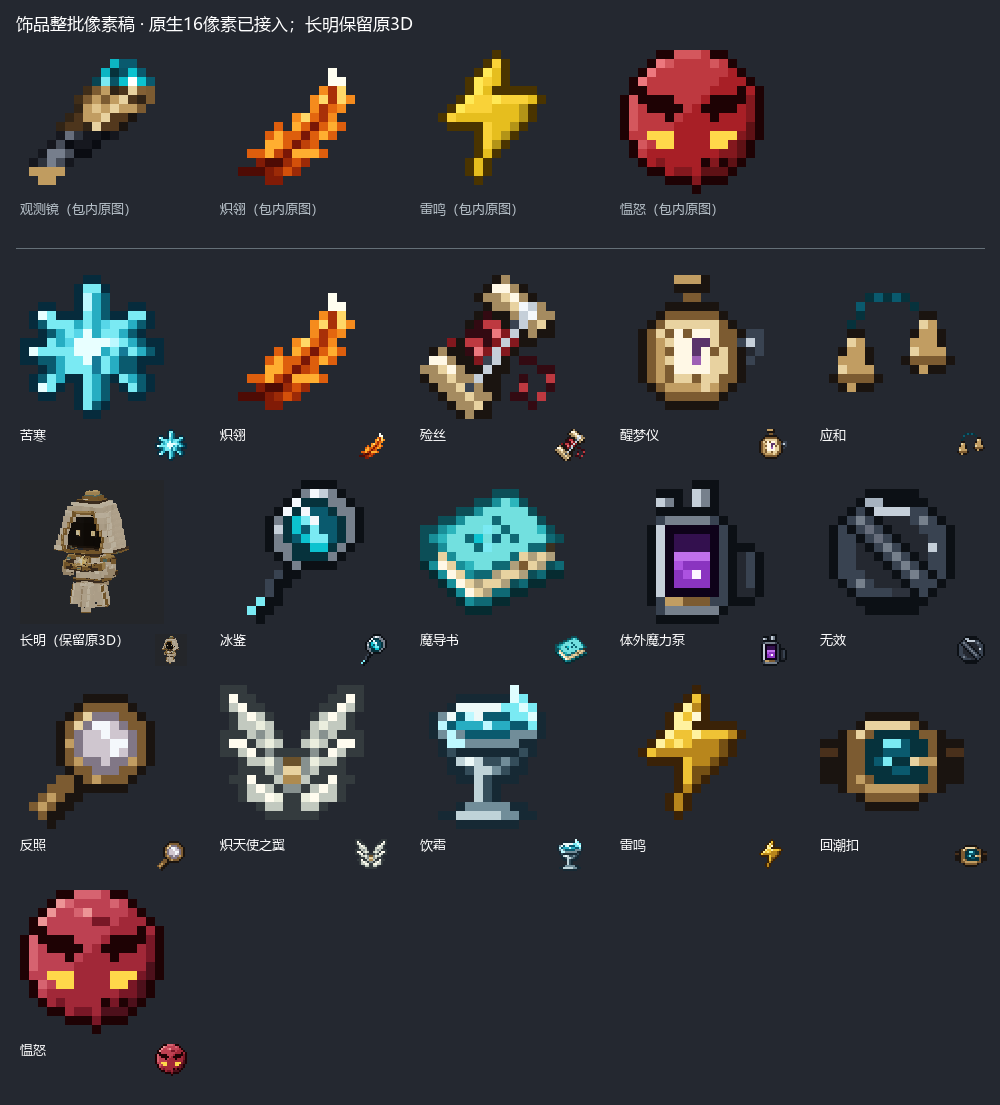 饰品整批像素稿 · 原生16像素已接入；长明保留原3D
观测镜（包内原图）
炽翎（包内原图）
雷鸣（包内原图）
愠怒（包内原图）
苦寒
炽翎
殓丝
醒梦仪
应和
长明（保留原3D）
冰鉴
魔导书
体外魔力泵
无效
反照
炽天使之翼
饮霜
雷鸣
回潮扣
愠怒